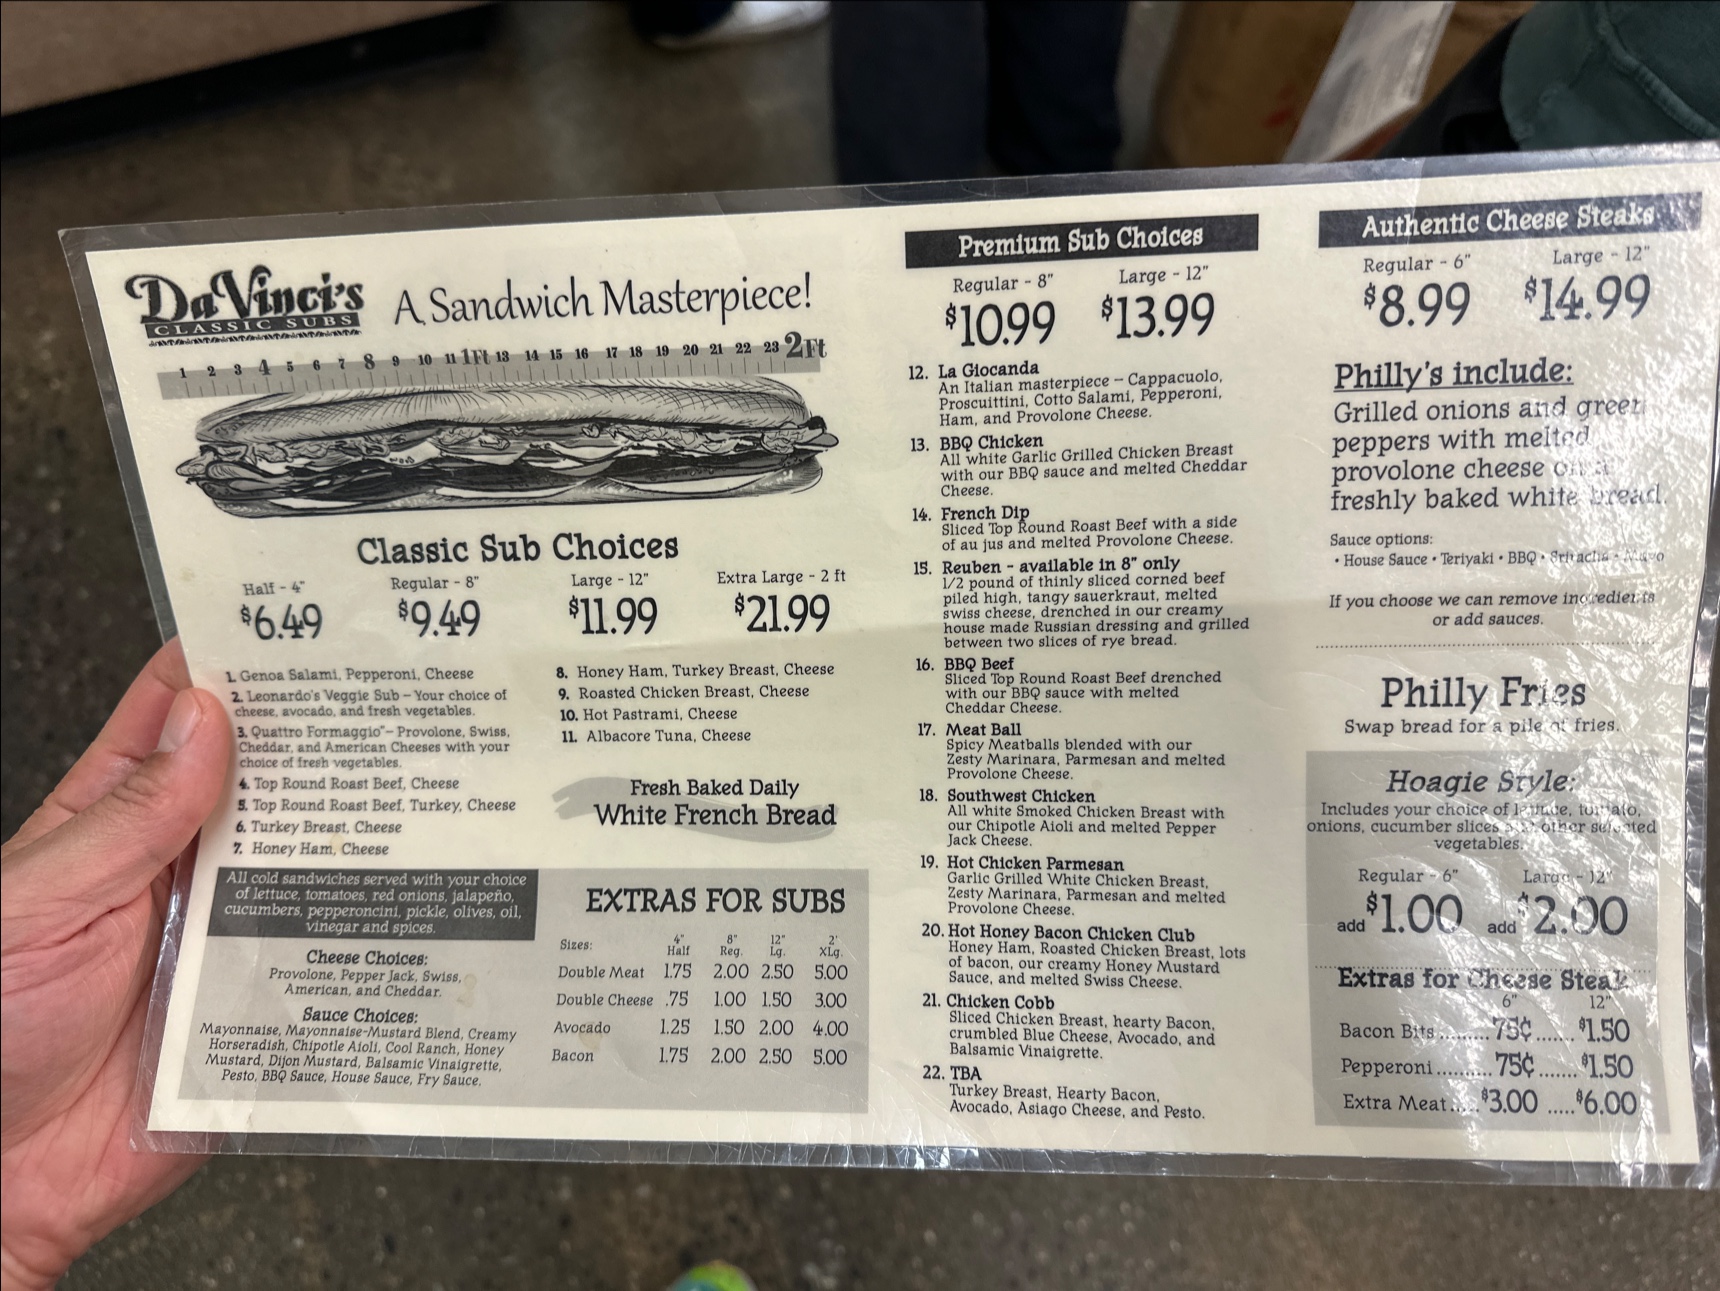 DaVinci's
CLASSIC SUBS
A Sandwich Masterpiece!
1 2 3 4 5 6 7 8 9 10 11 1Ft 13 14 15 16 17 18 19 20 21 22 23 2Ft
Classic Sub Choices
Half - 4" Regular - 8" Large - 12" Extra Large - 2 ft
$6.49 $9.49 $11.99 $21.99
1. Genoa Salami, Pepperoni, Cheese
2. Leonardo's Veggie Sub – Your choice of
cheese, avocado, and fresh vegetables.
3. Quattro Formaggio"– Provolone, Swiss,
Cheddar, and American Cheeses with your
choice of fresh vegetables.
4. Top Round Roast Beef, Cheese
5. Top Round Roast Beef, Turkey, Cheese
6. Turkey Breast, Cheese
7. Honey Ham, Cheese
8. Honey Ham, Turkey Breast, Cheese
9. Roasted Chicken Breast, Cheese
10. Hot Pastrami, Cheese
11. Albacore Tuna, Cheese
Fresh Baked Daily
White French Bread
All cold sandwiches served with your choice
of lettuce, tomatoes, red onions, jalapeño,
cucumbers, pepperoncini, pickle, olives, oil,
vinegar and spices.
Cheese Choices:
Provolone, Pepper Jack, Swiss,
American, and Cheddar.
Sauce Choices:
Mayonnaise, Mayonnaise-Mustard Blend, Creamy
Horseradish, Chipotle Aioli, Cool Ranch, Honey
Mustard, Dijon Mustard, Balsamic Vinaigrette,
Pesto, BBQ Sauce, House Sauce, Fry Sauce.
EXTRAS FOR SUBS
Sizes: 4" 8" 12" 2'
Half Reg. Lg. XLg.
Double Meat 1.75 2.00 2.50 5.00
Double Cheese .75 1.00 1.50 3.00
Avocado 1.25 1.50 2.00 4.00
Bacon 1.75 2.00 2.50 5.00
Premium Sub Choices
Regular - 8" Large - 12"
$10.99 $13.99
12. La Giocanda
An Italian masterpiece – Cappacuolo,
Proscuittini, Cotto Salami, Pepperoni,
Ham, and Provolone Cheese.
13. BBQ Chicken
All white Garlic Grilled Chicken Breast
with our BBQ sauce and melted Cheddar
Cheese.
14. French Dip
Sliced Top Round Roast Beef with a side
of au jus and melted Provolone Cheese.
15. Reuben - available in 8" only
1/2 pound of thinly sliced corned beef
piled high, tangy sauerkraut, melted
swiss cheese, drenched in our creamy
house made Russian dressing and grilled
between two slices of rye bread.
16. BBQ Beef
Sliced Top Round Roast Beef drenched
with our BBQ sauce with melted
Cheddar Cheese.
17. Meat Ball
Spicy Meatballs blended with our
Zesty Marinara, Parmesan and melted
Provolone Cheese.
18. Southwest Chicken
All white Smoked Chicken Breast with
our Chipotle Aioli and melted Pepper
Jack Cheese.
19. Hot Chicken Parmesan
Garlic Grilled White Chicken Breast,
Zesty Marinara, Parmesan and melted
Provolone Cheese.
20. Hot Honey Bacon Chicken Club
Honey Ham, Roasted Chicken Breast, lots
of bacon, our creamy Honey Mustard
Sauce, and melted Swiss Cheese.
21. Chicken Cobb
Sliced Chicken Breast, hearty Bacon,
crumbled Blue Cheese, Avocado, and
Balsamic Vinaigrette.
22. TBA
Turkey Breast, Hearty Bacon,
Avocado, Asiago Cheese, and Pesto.
Authentic Cheese Steaks
Regular - 6" Large - 12"
$8.99 $14.99
Philly's include:
Grilled onions and green
peppers with melted
provolone cheese on a
freshly baked white bread.
Sauce options:
• House Sauce • Teriyaki • BBQ • Sriracha • Mayo
If you choose we can remove ingredients
or add sauces.
Philly Fries
Swap bread for a pile of fries.
Hoagie Style:
Includes your choice of lettuce, tomato,
onions, cucumber slices and other selected
vegetables.
Regular - 6" Large - 12"
add $1.00 add $2.00
Extras for Cheese Steak
6" 12"
Bacon Bits ......... 75¢ ....... $1.50
Pepperoni .......... 75¢ ....... $1.50
Extra Meat ..... $3.00 ..... $6.00